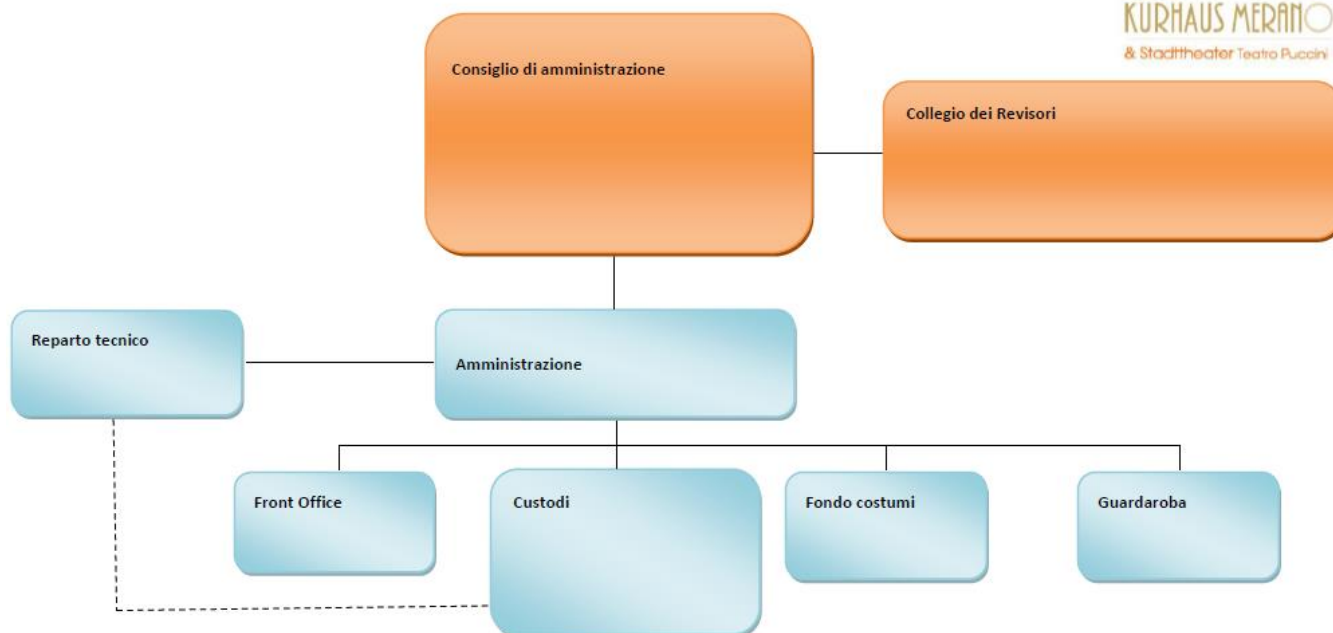 KURHAUS MERANO
& Stadttheater Teatro Puccini
Consiglio di amministrazione
Collegio dei Revisori
Reparto tecnico
Amministrazione
Front Office
Custodi
Fondo costumi
Guardaroba